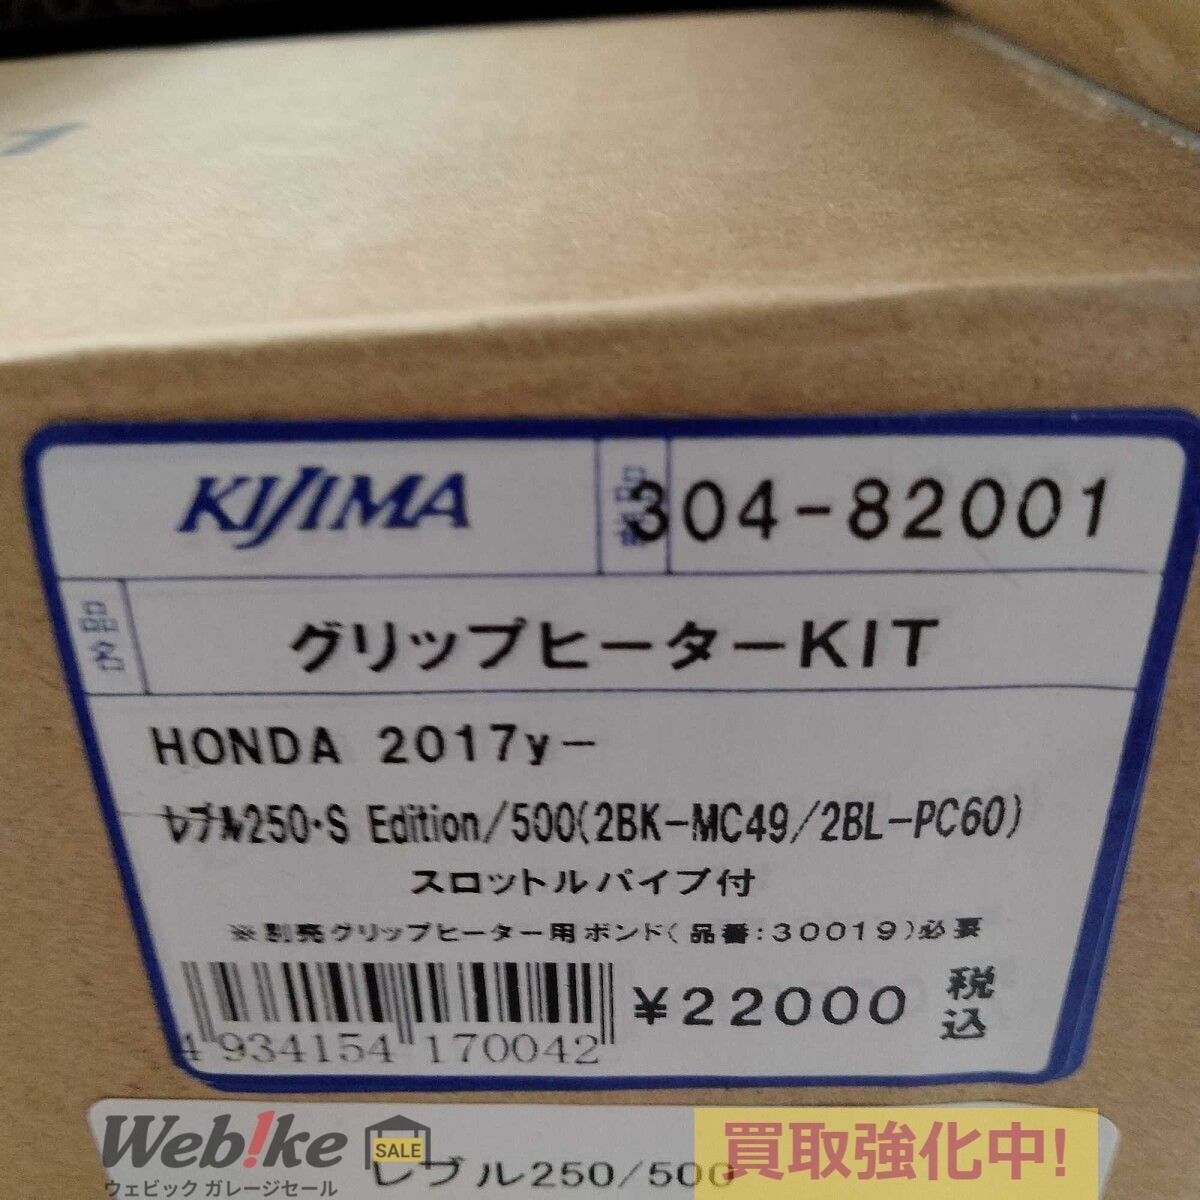 KIJIMA
品番
304-82001
品名
グリップヒーターKIT
HONDA 2017y-
レブル250・S Edition/500(2BK-MC49/2BL-PC60)
スロットルパイプ付
※別売グリップヒーター用ボンド(品番:30019)必要
¥22000 税込
4 934154 170042
レブル250/500
Web!ke
SALE
ウェビック ガレージセール
買取強化中!